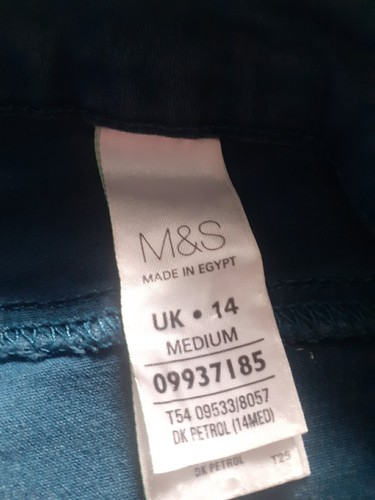 M&S
MADE IN EGYPT
UK • 14
MEDIUM
09937185
T54 09533/8057
DK PETROL (14MED)
DK PETROL T25